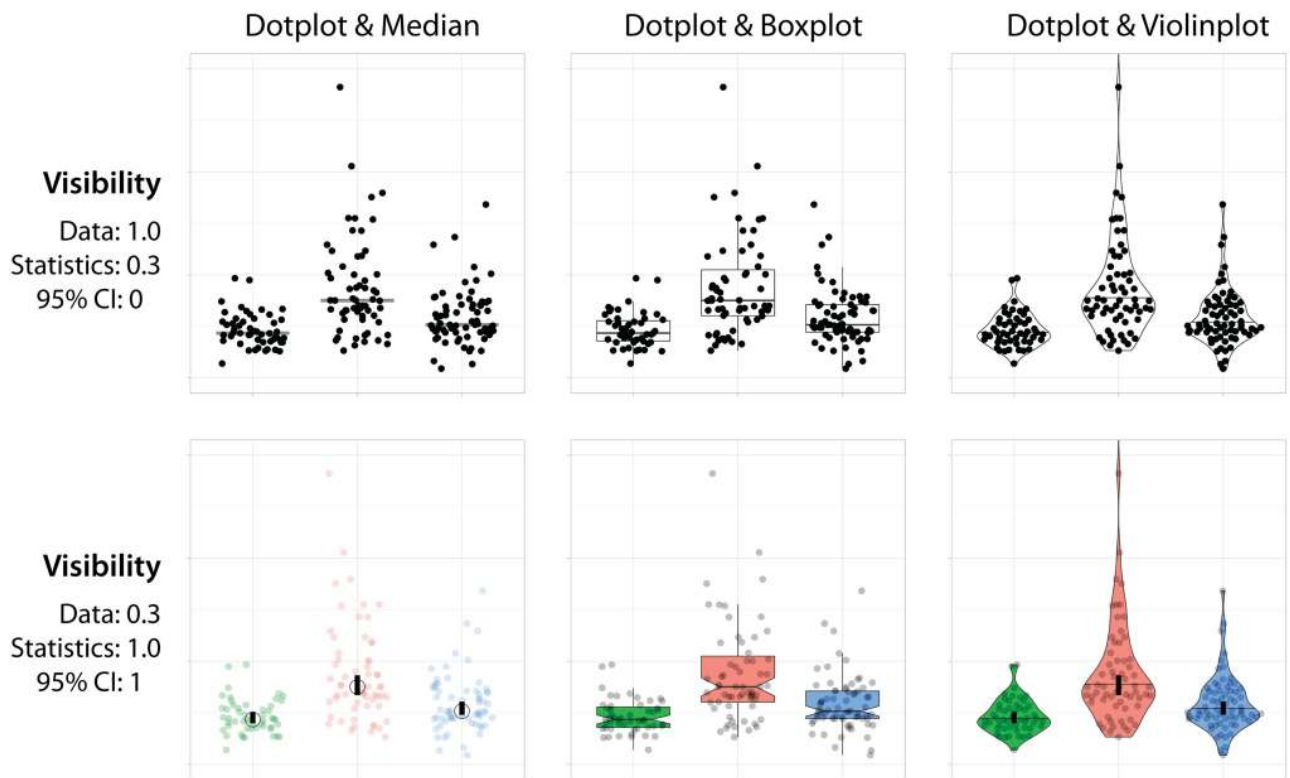 Dotplot & Median
Dotplot & Boxplot
Dotplot & Violinplot
Visibility
Data: 1.0
Statistics: 0.3
95% CI: 0
Visibility
Data: 0.3
Statistics: 1.0
95% CI: 1